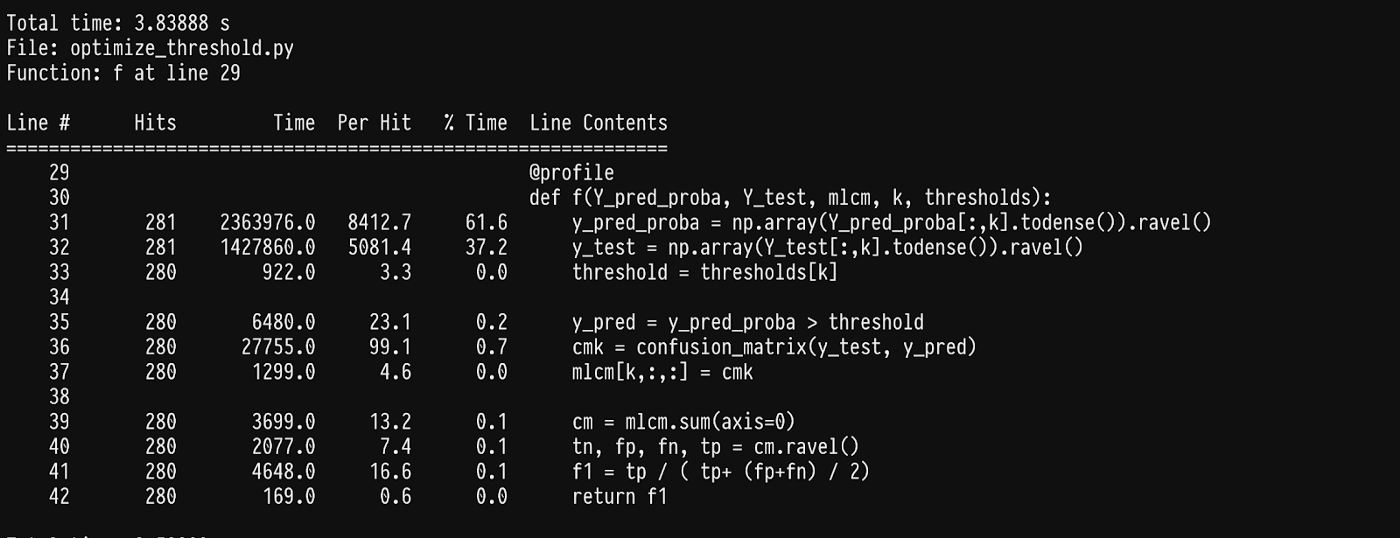 Total time: 3.83888 s
File: optimize_threshold.py
Function: f at line 29
Line #      Hits         Time  Per Hit   % Time  Line Contents
==============================================================
    29                                           @profile
    30                                           def f(Y_pred_proba, Y_test, mlcm, k, thresholds):
    31       281    2363976.0   8412.7     61.6      y_pred_proba = np.array(Y_pred_proba[:,k].todense()).ravel()
    32       281    1427860.0   5081.4     37.2      y_test = np.array(Y_test[:,k].todense()).ravel()
    33       280        922.0      3.3      0.0      threshold = thresholds[k]
    34
    35       280       6480.0     23.1      0.2      y_pred = y_pred_proba > threshold
    36       280      27755.0     99.1      0.7      cmk = confusion_matrix(y_test, y_pred)
    37       280       1299.0      4.6      0.0      mlcm[k,:,:] = cmk
    38
    39       280       3699.0     13.2      0.1      cm = mlcm.sum(axis=0)
    40       280       2077.0      7.4      0.1      tn, fp, fn, tp = cm.ravel()
    41       280       4648.0     16.6      0.1      f1 = tp / ( tp+ (fp+fn) / 2)
    42       280        169.0      0.6      0.0      return f1